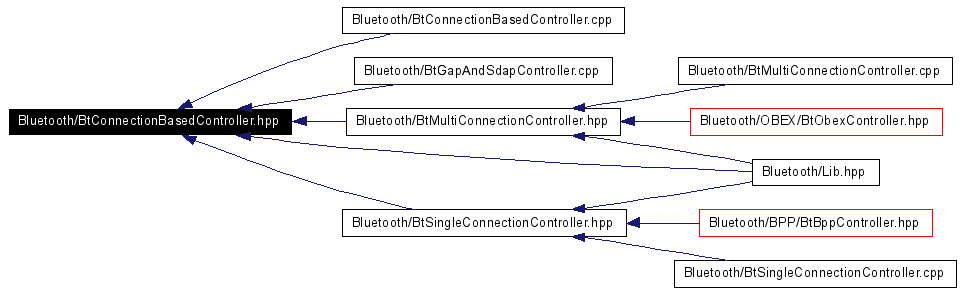 Bluetooth/BtConnectionBasedController.cpp
Bluetooth/BtGapAndSdapController.cpp
Bluetooth/BtMultiConnectionController.cpp
Bluetooth/BtConnectionBasedController.hpp
Bluetooth/BtMultiConnectionController.hpp
Bluetooth/OBEX/BtObexController.hpp
Bluetooth/Lib.hpp
Bluetooth/BtSingleConnectionController.hpp
Bluetooth/BPP/BtBppController.hpp
Bluetooth/BtSingleConnectionController.cpp